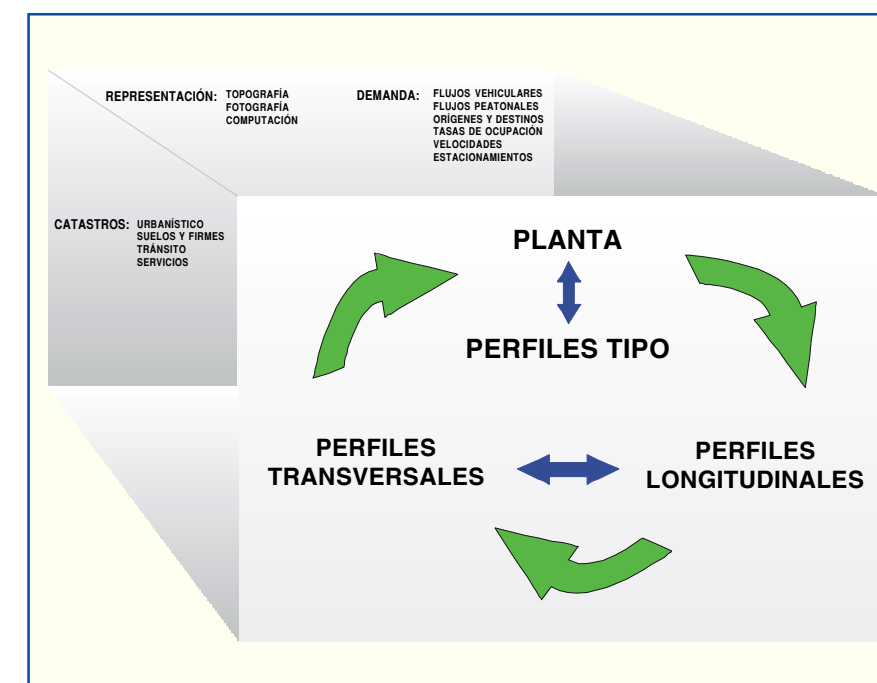 REPRESENTACIÓN: TOPOGRAFÍA
FOTOGRAFÍA
COMPUTACIÓN
DEMANDA: FLUJOS VEHICULARES
FLUJOS PEATONALES
ORÍGENES Y DESTINOS
TASAS DE OCUPACIÓN
VELOCIDADES
ESTACIONAMIENTOS
CATASTROS: URBANÍSTICO
SUELOS Y FIRMES
TRÁNSITO
SERVICIOS
PLANTA
PERFILES TIPO
PERFILES
TRANSVERSALES
PERFILES
LONGITUDINALES